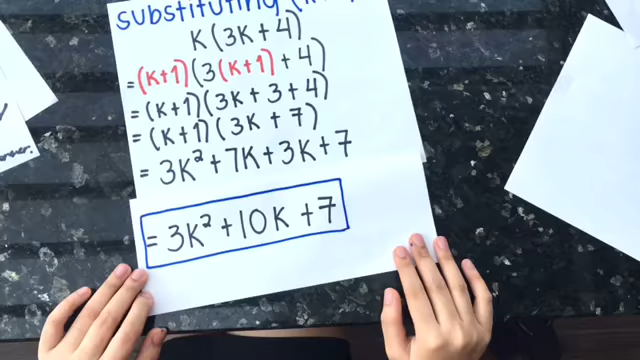 substituting
K(3K+4)
=(K+1)(3(K+1)+4)
=(K+1)(3K+3+4)
=(K+1)(3K+7)
=3K²+7K+3K+7
=3K²+10K+7